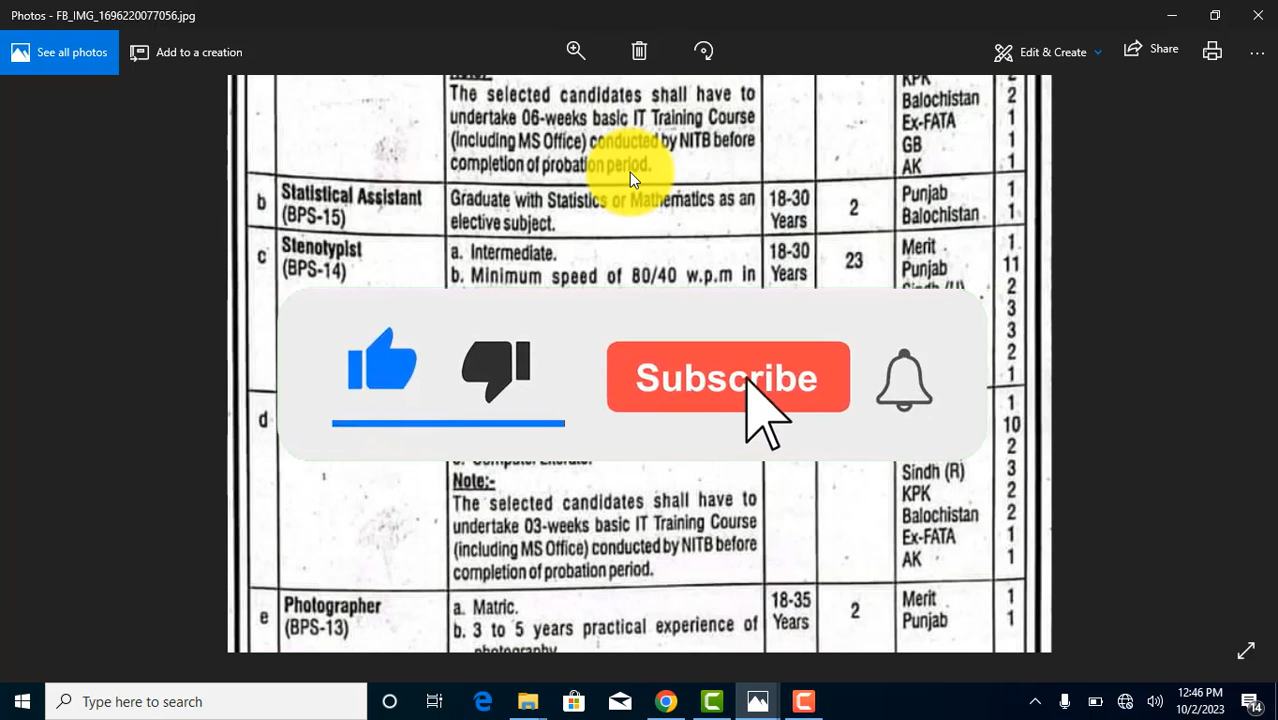 Photos - FB_IMG_1696220077056.jpg
See all photos
Add to a creation
Edit & Create
Share
KPK 2
The selected candidates shall have to
undertake 06-weeks basic IT Training Course
(including MS Office) conducted by NITB before
completion of probation period.
Balochistan 2
Ex-FATA 1
GB 1
AK 1
b Statistical Assistant
(BPS-15)
Graduate with Statistics or Mathematics as an
elective subject.
18-30
Years
2
Punjab 1
Balochistan 1
c Stenotypist
(BPS-14)
a. Intermediate.
b. Minimum speed of 80/40 w.p.m in
18-30
Years
23
Merit 1
Punjab 11
Sindh (U) 2
3
3
2
1
Subscribe
d
1
10
2
Computer Literate.
Note:-
The selected candidates shall have to
undertake 03-weeks basic IT Training Course
(including MS Office) conducted by NITB before
completion of probation period.
Sindh (R) 3
KPK 2
Balochistan 2
Ex-FATA 1
AK 1
e Photographer
(BPS-13)
a. Matric.
b. 3 to 5 years practical experience of
photography.
18-35
Years
2
Merit 1
Punjab 1
Type here to search
12:46 PM
10/2/2023
14